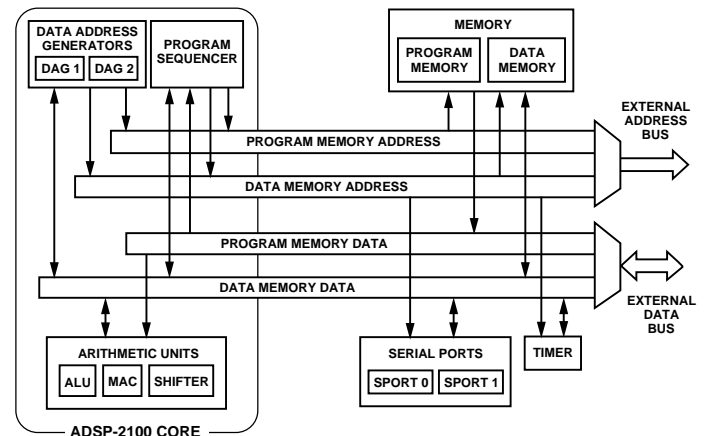 DATA ADDRESS
GENERATORS
DAG 1
DAG 2
PROGRAM
SEQUENCER
MEMORY
PROGRAM
MEMORY
DATA
MEMORY
EXTERNAL
ADDRESS
BUS
PROGRAM MEMORY ADDRESS
DATA MEMORY ADDRESS
PROGRAM MEMORY DATA
DATA MEMORY DATA
EXTERNAL
DATA
BUS
ARITHMETIC UNITS
ALU
MAC
SHIFTER
SERIAL PORTS
SPORT 0
SPORT 1
TIMER
ADSP-2100 CORE